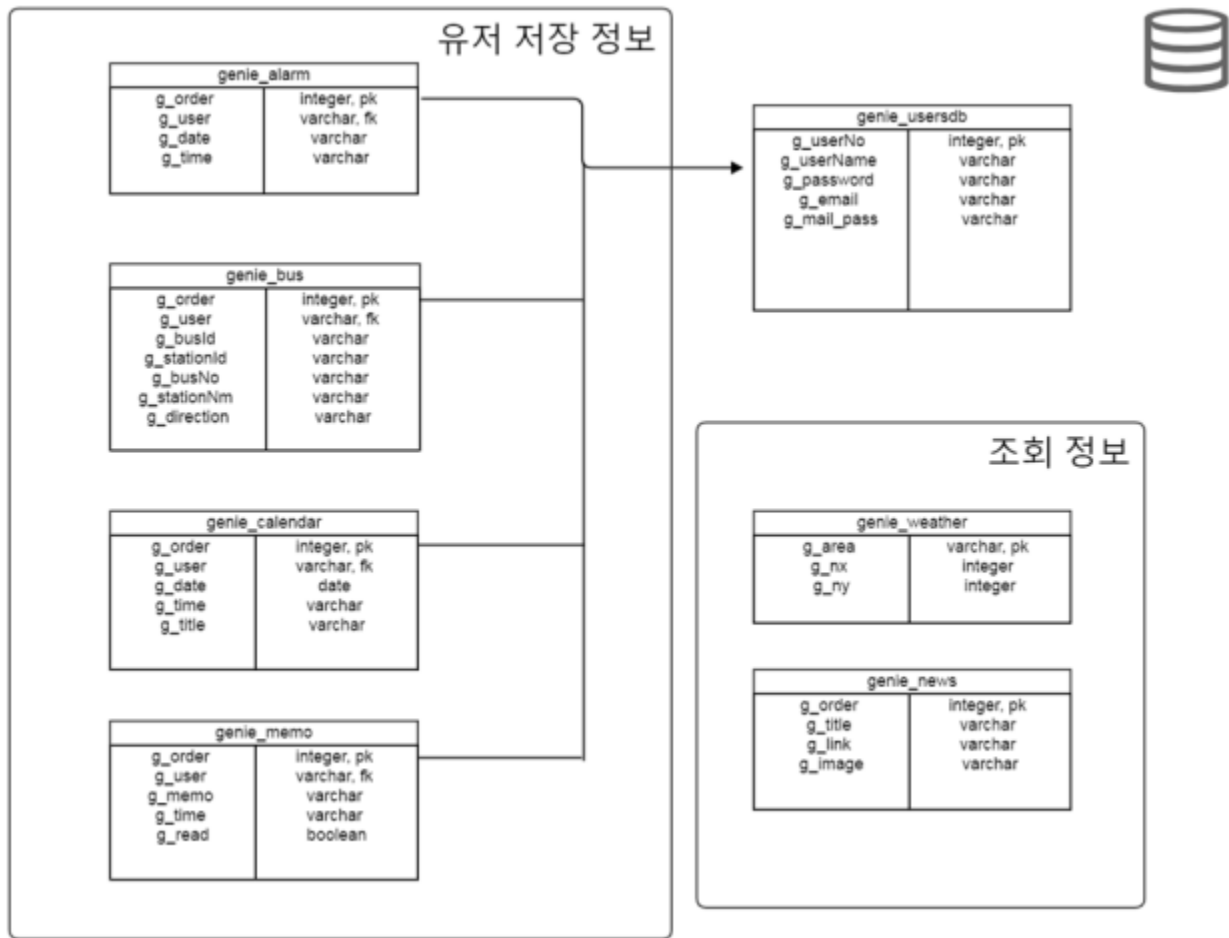 유저 저장 정보
genie_alarm
g_order integer, pk
g_user varchar, fk
g_date varchar
g_time varchar
genie_bus
g_order integer, pk
g_user varchar, fk
g_busId varchar
g_stationId varchar
g_busNo varchar
g_stationNm varchar
g_direction varchar
genie_calendar
g_order integer, pk
g_user varchar, fk
g_date date
g_time varchar
g_title varchar
genie_memo
g_order integer, pk
g_user varchar, fk
g_memo varchar
g_time varchar
g_read boolean
genie_usersdb
g_userNo integer, pk
g_userName varchar
g_password varchar
g_email varchar
g_mail_pass varchar
조회 정보
genie_weather
g_area varchar, pk
g_nx integer
g_ny integer
genie_news
g_order integer, pk
g_title varchar
g_link varchar
g_image varchar